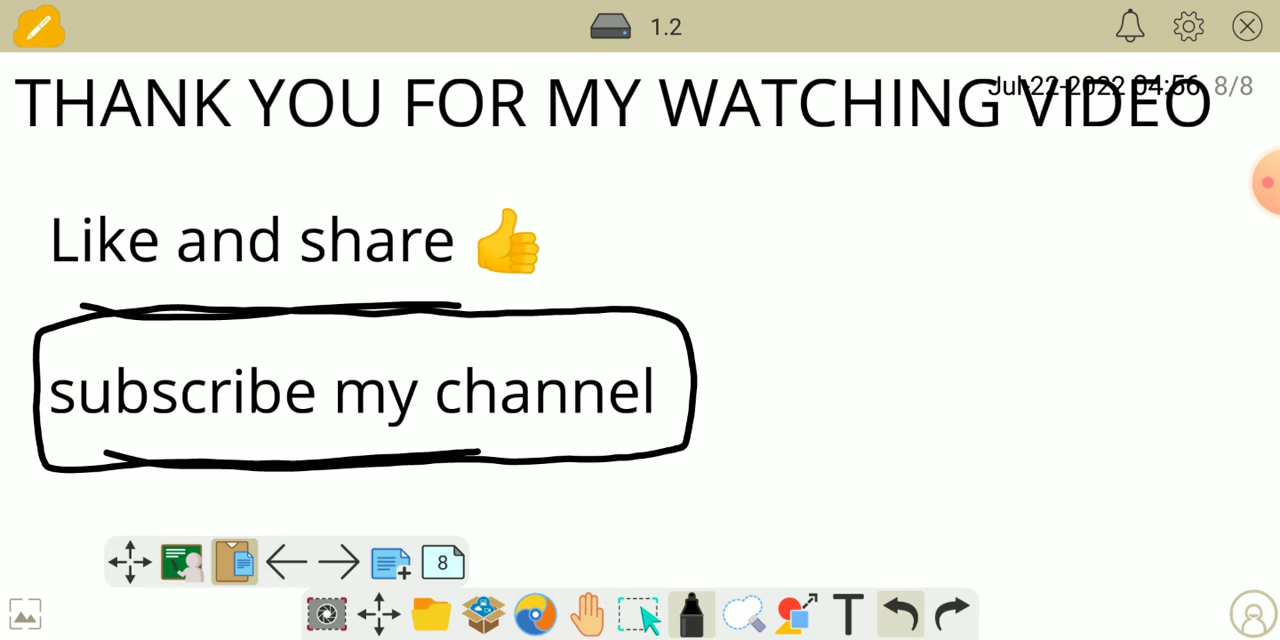 1.2
Jul-22-2022 04:56 8/8
THANK YOU FOR MY WATCHING VIDEO
Like and share 👍
subscribe my channel
8
T